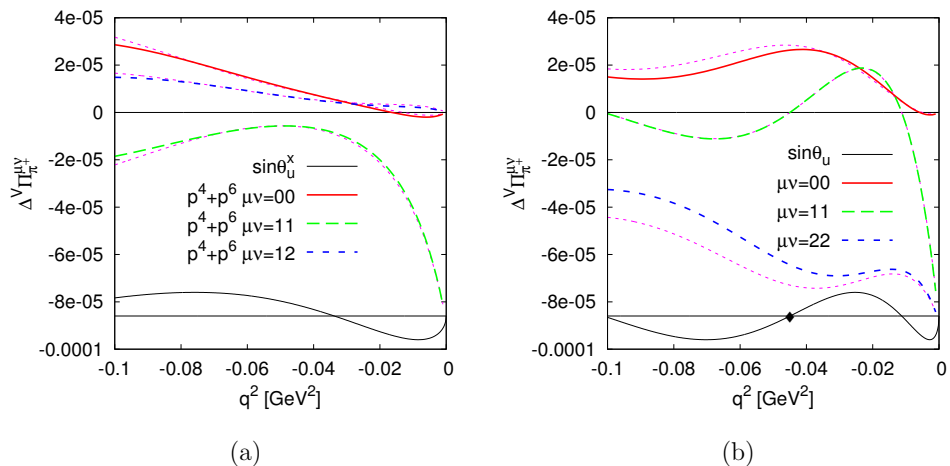 4e-05
2e-05
0
-2e-05
-4e-05
-6e-05
-8e-05
-0.0001
Δ^VΠ^{μν}_{π^+}
sinθ_u^x
p^4+p^6 μν=00
p^4+p^6 μν=11
p^4+p^6 μν=12
-0.1 -0.08 -0.06 -0.04 -0.02 0
q^2 [GeV^2]
(a)
4e-05
2e-05
0
-2e-05
-4e-05
-6e-05
-8e-05
-0.0001
Δ^VΠ^{μν}_{π^+}
sinθ_u
μν=00
μν=11
μν=22
-0.1 -0.08 -0.06 -0.04 -0.02 0
q^2 [GeV^2]
(b)